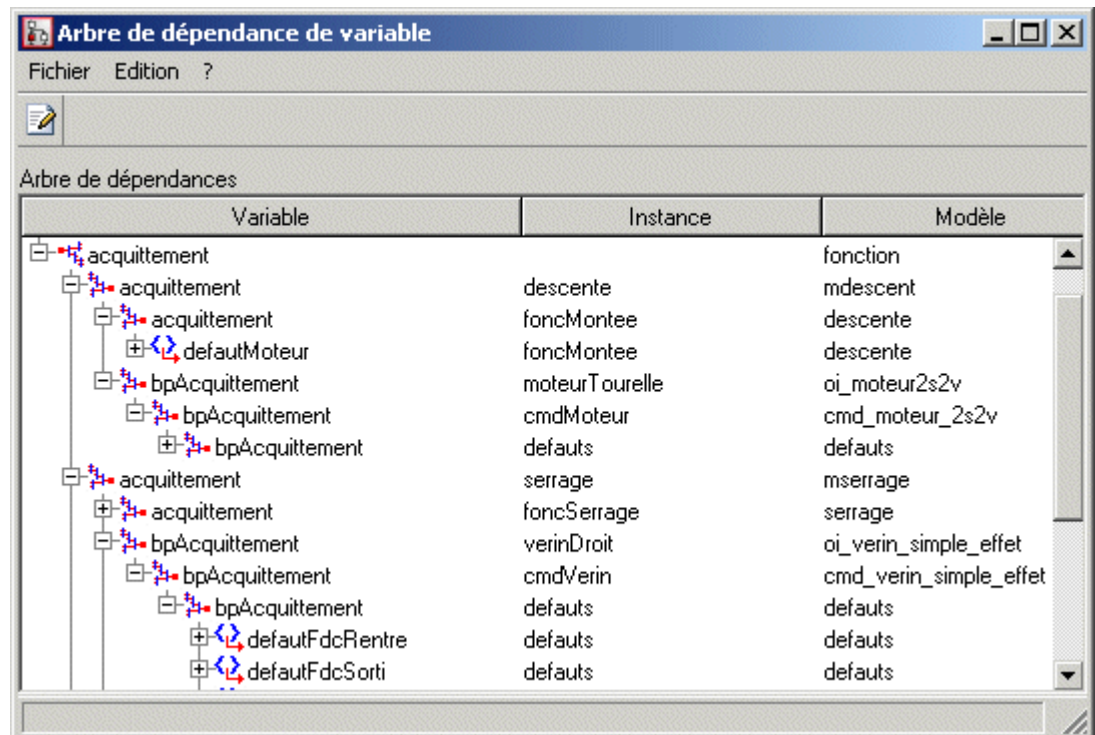 Arbre de dépendance de variable
Fichier Edition ?
Arbre de dépendances
Variable Instance Modèle
acquittement fonction
acquittement descente mdescent
acquittement foncMontee descente
defautMoteur foncMontee descente
bpAcquittement moteurTourelle oi_moteur2s2v
bpAcquittement cmdMoteur cmd_moteur_2s2v
bpAcquittement defauts defauts
acquittement serrage mserrage
acquittement foncSerrage serrage
bpAcquittement verinDroit oi_verin_simple_effet
bpAcquittement cmdVerin cmd_verin_simple_effet
bpAcquittement defauts defauts
defautFdcRentre defauts defauts
defautFdcSorti defauts defauts